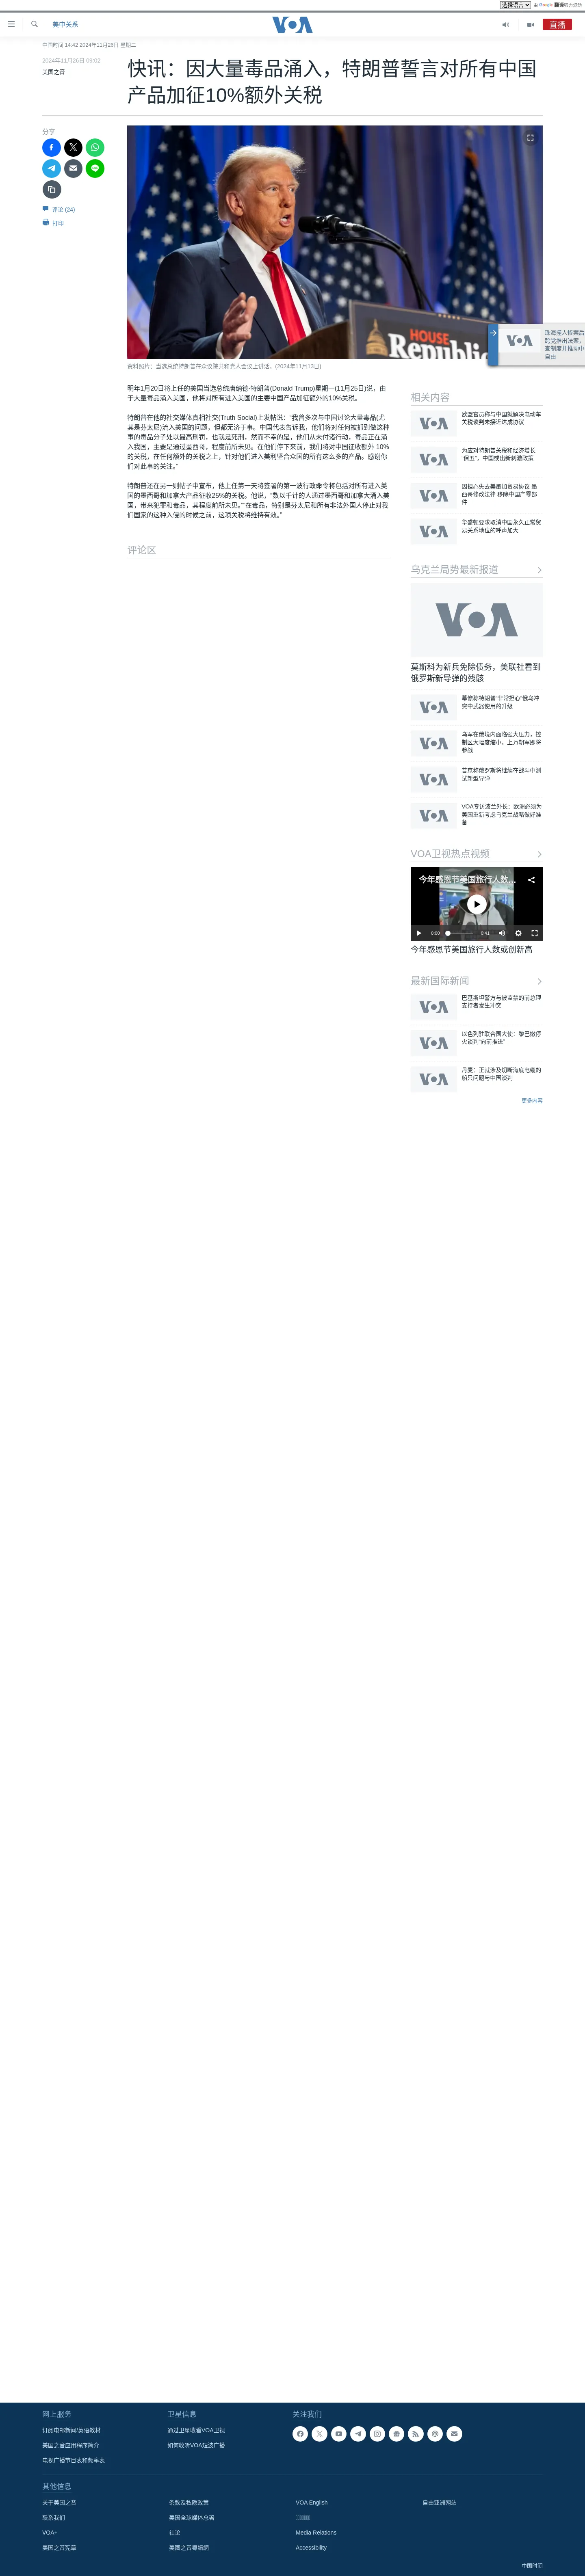 选择语言
由 Google 翻译强力驱动
美中关系
VOA
直播
中国时间 14:42 2024年11月26日 星期二
2024年11月26日 08:02
美国之音
快讯：因大量毒品涌入，特朗普誓言对所有中国
产品加征10%额外关税
分享
评论 (24)
打印
HOUSE
Republic
资料照片：当选总统特朗普在众议院共和党人会议上讲话。(2024年11月13日)
VOA
珠海撞人惨案后
政党推出法案，
查制度并推动中
自由
明年1月20日将上任的美国当选总统唐纳德·特朗普(Donald Trump)星期一(11月25日)说，由
于大量毒品涌入美国，他将对所有进入美国的主要中国产品加征额外的10%关税。
特朗普在他的社交媒体真相社交(Truth Social)上发帖说：“我曾多次与中国讨论大量毒品(尤
其是芬太尼)流入美国的问题，但都无济于事。中国代表告诉我，他们将对任何被抓到做这种
事的毒品分子处以最高刑罚，也就是死刑，然而不幸的是，他们从未付诸行动，毒品正在涌
入我国，主要是通过墨西哥，程度前所未见。在他们停下来前，我们将对中国征收额外 10%
的关税，在任何额外的关税之上，针对他们进入美利坚合众国的所有这么多的产品。感谢你
们对此事的关注。”
特朗普还在另一则帖子中宣布，他上任第一天将签署的第一波行政命令将包括对所有进入美
国的墨西哥和加拿大产品征收25%的关税。他说，“数以千计的人通过墨西哥和加拿大涌入美
国，带来犯罪和毒品，其程度前所未见。”“在毒品，特别是芬太尼和所有非法外国人停止对我
们国家的这种入侵的时候之前，这项关税将维持有效。”
评论区
相关内容
VOA
欧盟官员称与中国就解决电动车
关税谈判未接近达成协议
VOA
为应对特朗普关税和经济增长
“保五”，中国或出新刺激政策
VOA
因担心失去美墨加贸易协议 墨
西哥修改法律 移除中国产零部
件
VOA
华盛顿要求取消中国永久正常贸
易关系地位的呼声加大
乌克兰局势最新报道
VOA
莫斯科为新兵免除债务，美联社看到
俄罗斯新导弹的残骸
VOA
幕僚称特朗普“非常担心”俄乌冲
突中武器使用的升级
VOA
乌军在俄境内面临强大压力，控
制区大幅度缩小，上万朝军即将
参战
VOA
普京称俄罗斯将继续在战斗中测
试新型导弹
VOA
VOA专访波兰外长：欧洲必须为
美国重新考虑乌克兰战略做好准
备
VOA卫视热点视频
今年感恩节美国旅行人数...
0:00
0:41
今年感恩节美国旅行人数或创新高
最新国际新闻
VOA
巴基斯坦警方与被监禁的前总理
支持者发生冲突
VOA
以色列驻联合国大使：黎巴嫩停
火谈判“向前推进”
VOA
丹麦：正就涉及切断海底电缆的
船只问题与中国谈判
更多内容
网上服务
卫星信息
关注我们
订阅电邮新闻/英语教材
通过卫星收看VOA卫视
美国之音应用程序简介
如何收听VOA短波广播
电视广播节目表和频率表
其他信息
关于美国之音
条款及私隐政策
VOA English
自由亚洲网站
联系我们
美国全球媒体总署
VOA+
社论
Media Relations
美国之音宪章
美國之音粵語網
Accessibility
中国时间